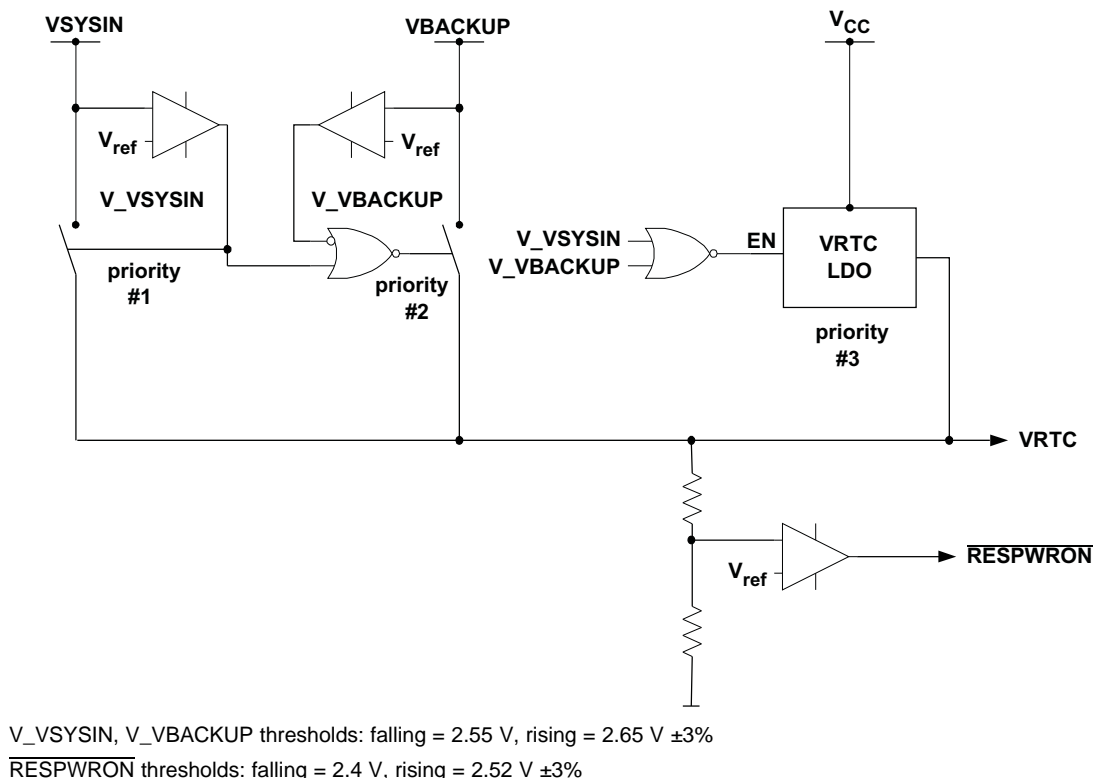 VSYSIN
VBACKUP
VCC
Vref
Vref
V_VSYSIN
V_VBACKUP
priority
#1
priority
#2
V_VSYSIN
V_VBACKUP
EN
VRTC
LDO
priority
#3
VRTC
Vref
RESPWRON
V_VSYSIN, V_VBACKUP thresholds: falling = 2.55 V, rising = 2.65 V ±3%
RESPWRON thresholds: falling = 2.4 V, rising = 2.52 V ±3%